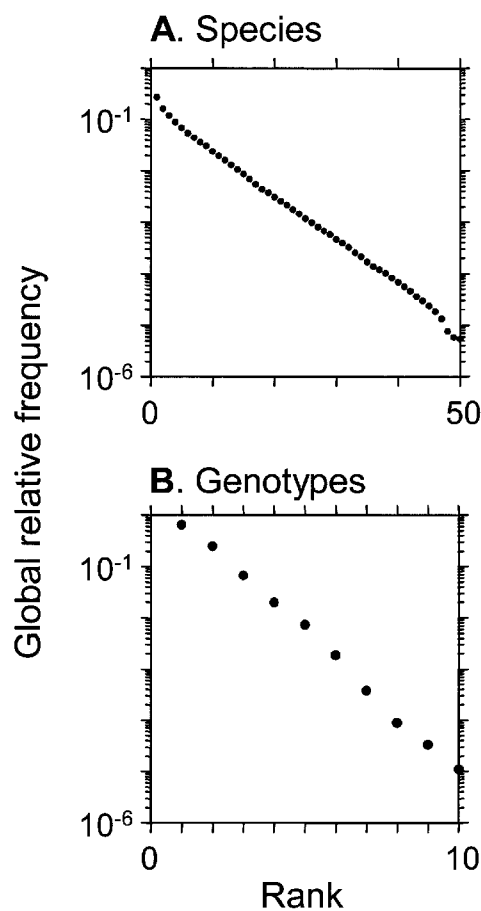 A. Species
10-1
10-6
0 50
Global relative frequency
B. Genotypes
10-1
10-6
0 10
Rank